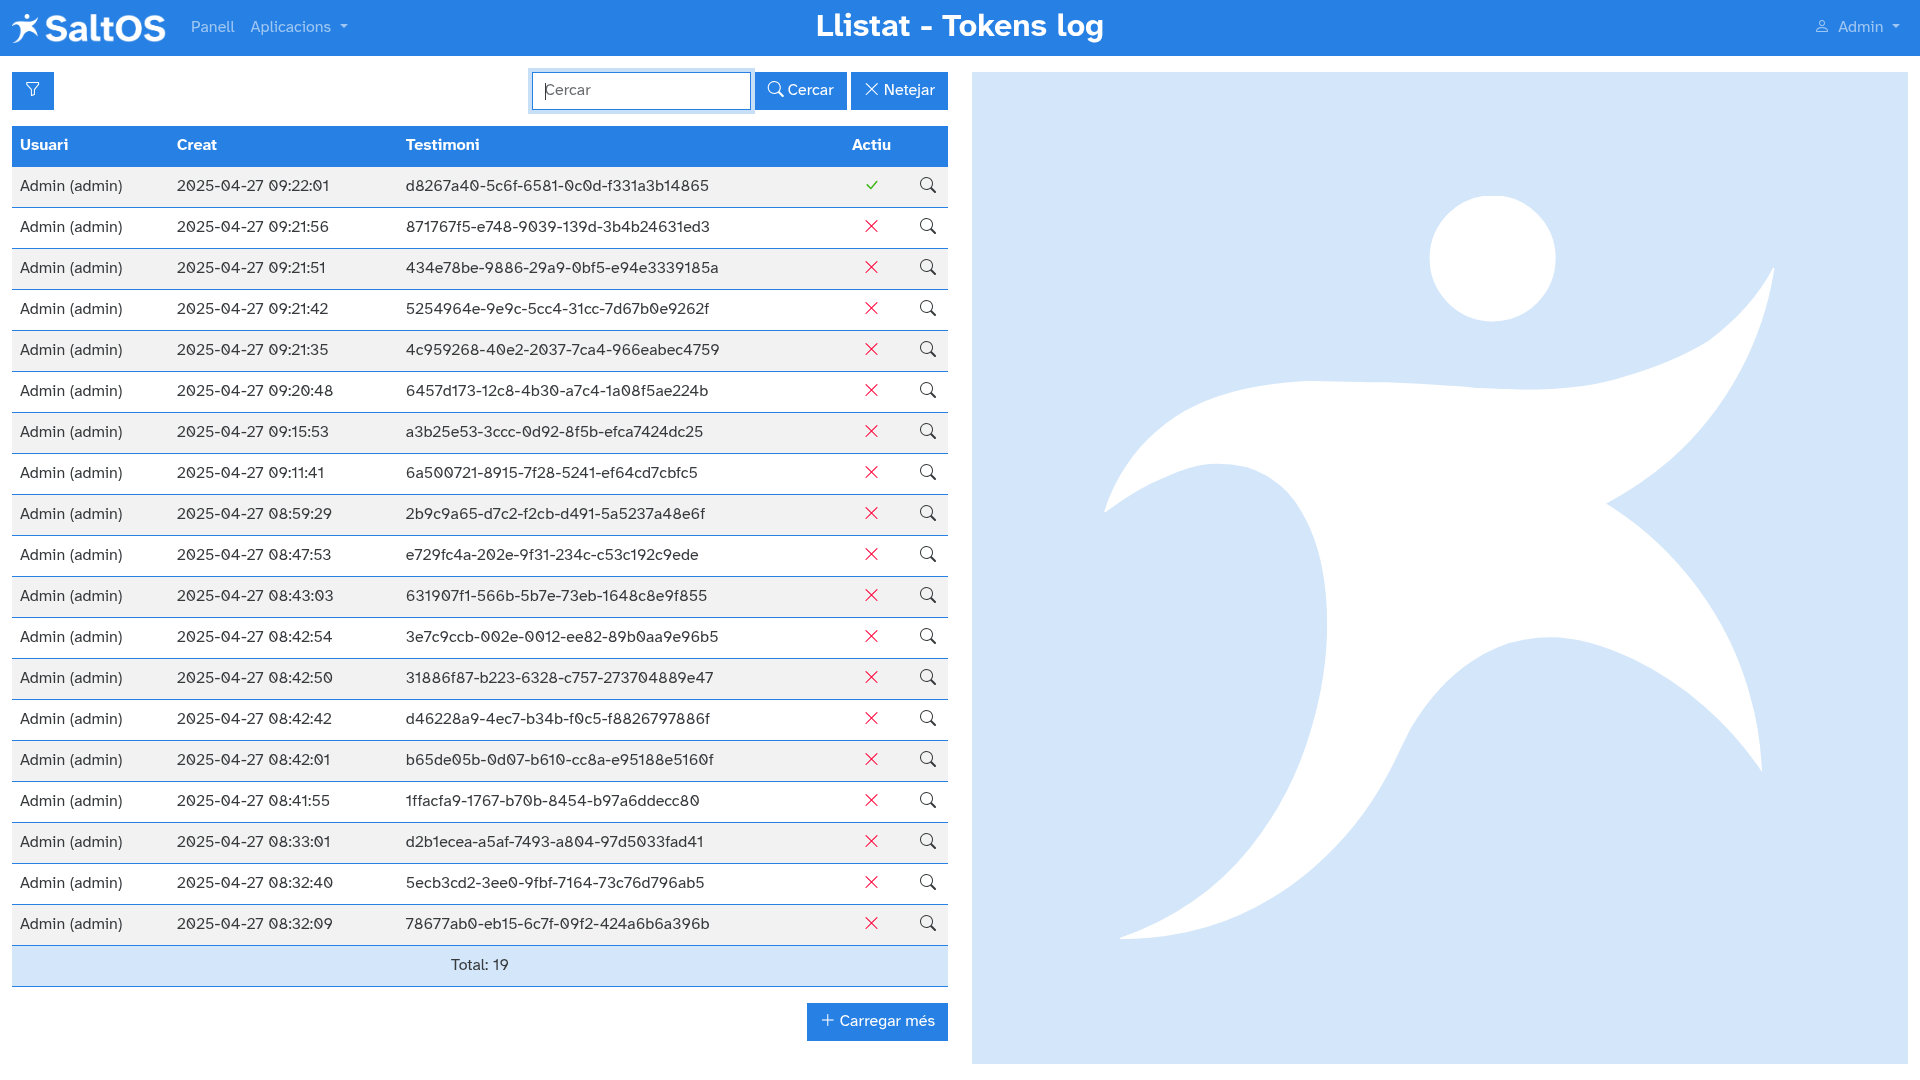 SaltOS Panell Aplicacions Llistat - Tokens log Admin
Cercar Cercar Netejar
Usuari Creat Testimoni Actiu
Admin (admin) 2025-04-27 09:22:01 d8267a40-5c6f-6581-0c0d-f331a3b14865
Admin (admin) 2025-04-27 09:21:56 871767f5-e748-9039-139d-3b4b24631ed3
Admin (admin) 2025-04-27 09:21:51 434e78be-9886-29a9-0bf5-e94e3339185a
Admin (admin) 2025-04-27 09:21:42 5254964e-9e9c-5cc4-31cc-7d67b0e9262f
Admin (admin) 2025-04-27 09:21:35 4c959268-40e2-2037-7ca4-966eabec4759
Admin (admin) 2025-04-27 09:20:48 6457d173-12c8-4b30-a7c4-1a08f5ae224b
Admin (admin) 2025-04-27 09:15:53 a3b25e53-3ccc-0d92-8f5b-efca7424dc25
Admin (admin) 2025-04-27 09:11:41 6a500721-8915-7f28-5241-ef64cd7cbfc5
Admin (admin) 2025-04-27 08:59:29 2b9c9a65-d7c2-f2cb-d491-5a5237a48e6f
Admin (admin) 2025-04-27 08:47:53 e729fc4a-202e-9f31-234c-c53c192c9ede
Admin (admin) 2025-04-27 08:43:03 631907f1-566b-5b7e-73eb-1648c8e9f855
Admin (admin) 2025-04-27 08:42:54 3e7c9ccb-002e-0012-ee82-89b0aa9e96b5
Admin (admin) 2025-04-27 08:42:50 31886f87-b223-6328-c757-273704889e47
Admin (admin) 2025-04-27 08:42:42 d46228a9-4ec7-b34b-f0c5-f8826797886f
Admin (admin) 2025-04-27 08:42:01 b65de05b-0d07-b610-cc8a-e95188e5160f
Admin (admin) 2025-04-27 08:41:55 1ffacfa9-1767-b70b-8454-b97a6ddecc80
Admin (admin) 2025-04-27 08:33:01 d2b1ecea-a5af-7493-a804-97d5033fad41
Admin (admin) 2025-04-27 08:32:40 5ecb3cd2-3ee0-9fbf-7164-73c76d796ab5
Admin (admin) 2025-04-27 08:32:09 78677ab0-eb15-6c7f-09f2-424a6b6a396b
Total: 19
Carregar més